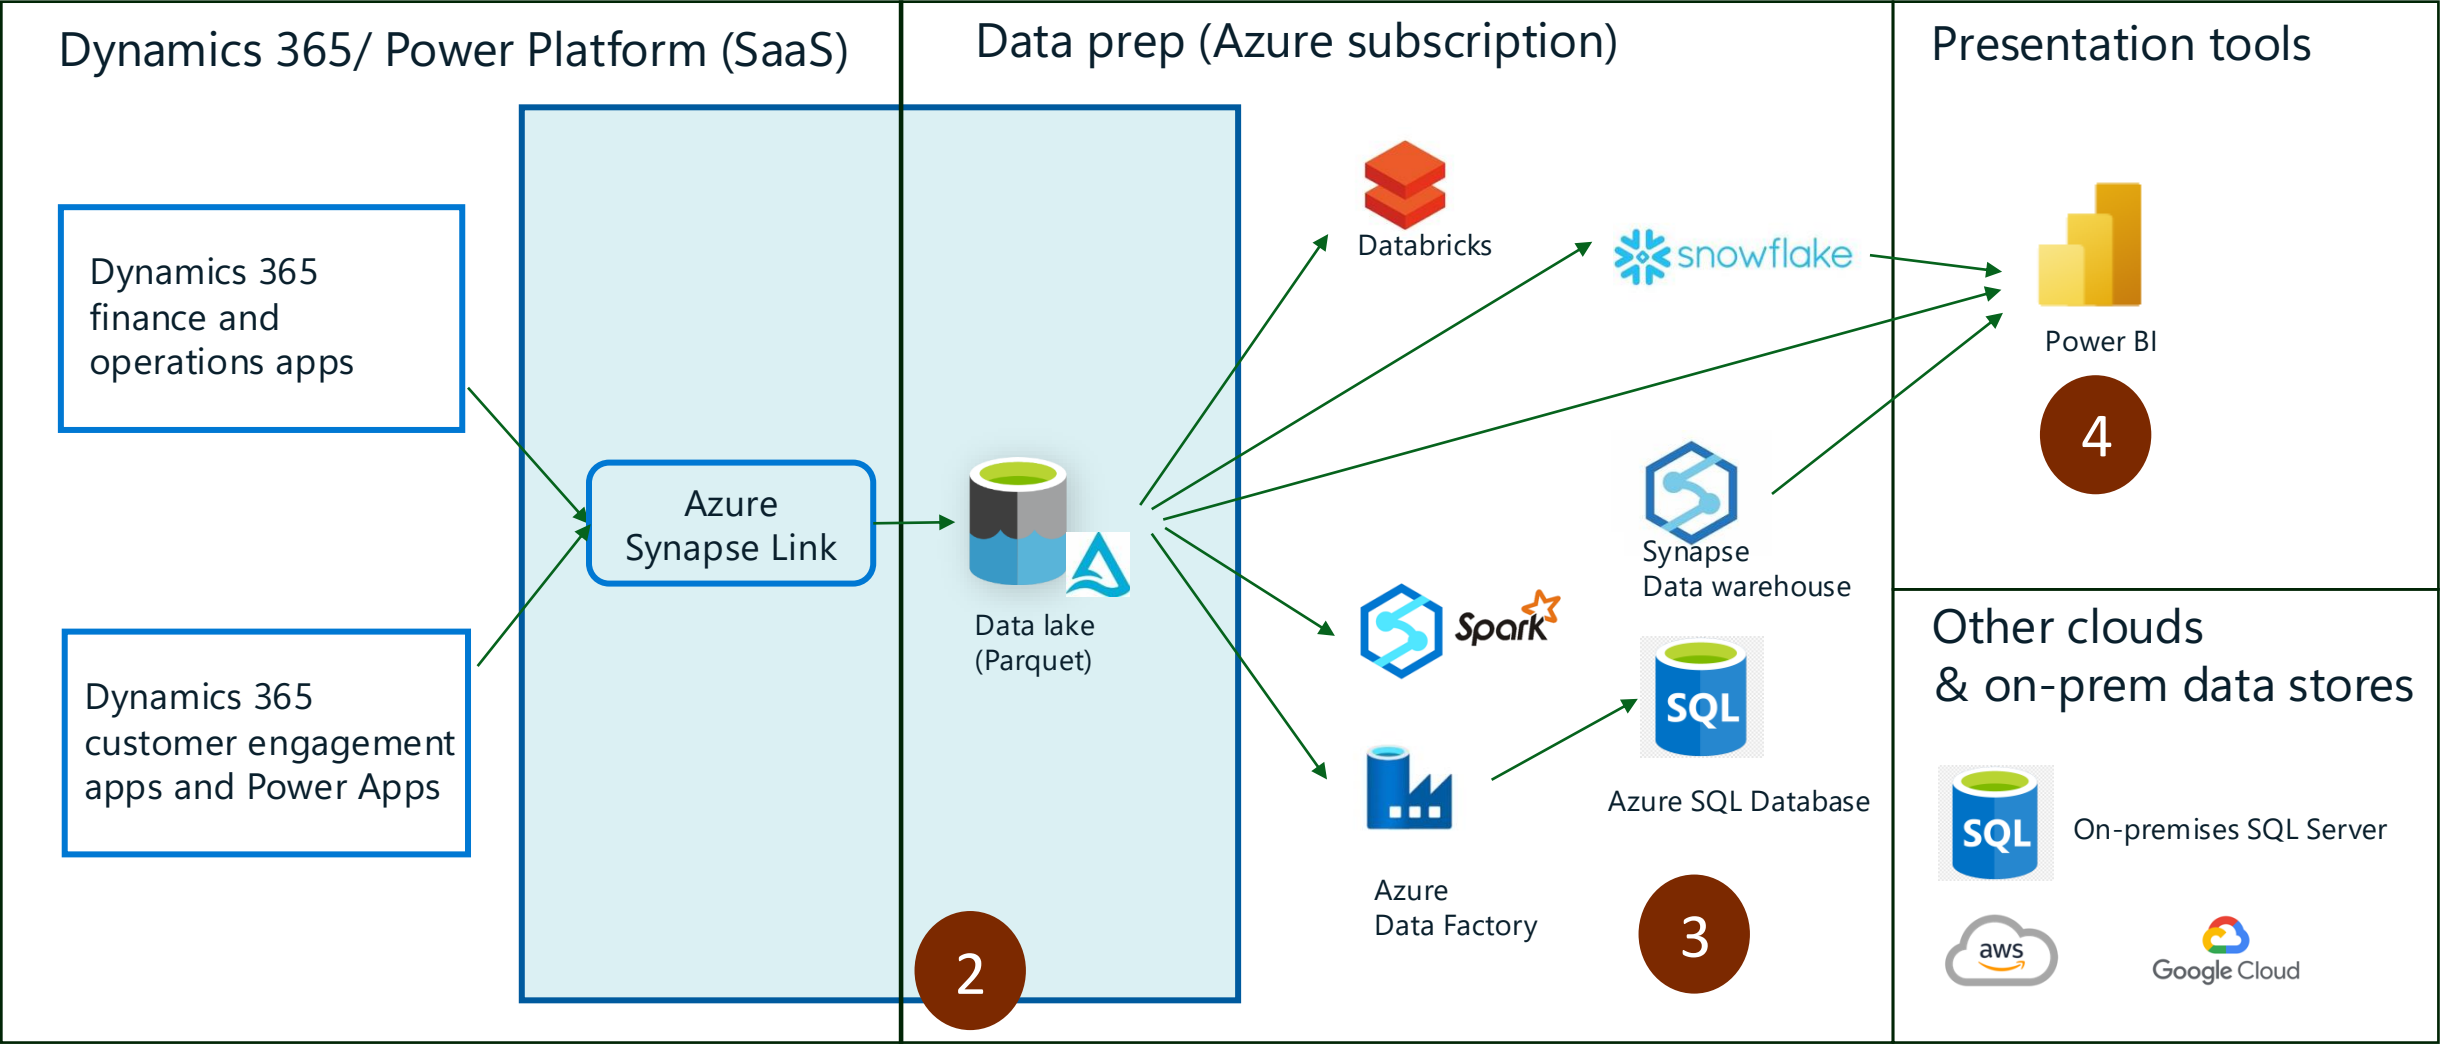 Dynamics 365/ Power Platform (SaaS)
Data prep (Azure subscription)
Presentation tools
Dynamics 365
finance and
operations apps
Dynamics 365
customer engagement
apps and Power Apps
Azure
Synapse Link
Data lake
(Parquet)
2
Databricks
snowflake
Synapse
Data warehouse
Spark
SQL
Azure SQL Database
Azure
Data Factory
3
Power BI
4
Other clouds
& on-prem data stores
SQL
On-premises SQL Server
aws
Google Cloud